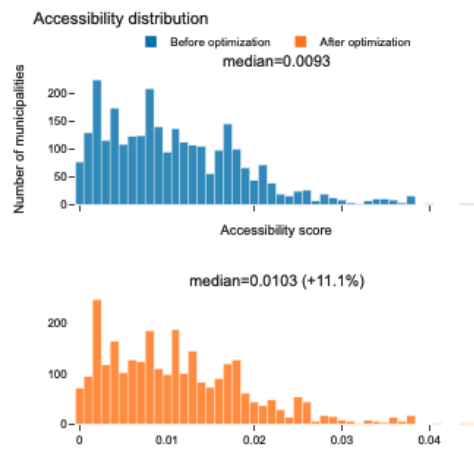 Accessibility distribution
Before optimization After optimization
median=0.0093
Number of municipalities
200
150
100
50
0
Accessibility score
median=0.0103 (+11.1%)
200
100
0
0 0.01 0.02 0.03 0.04